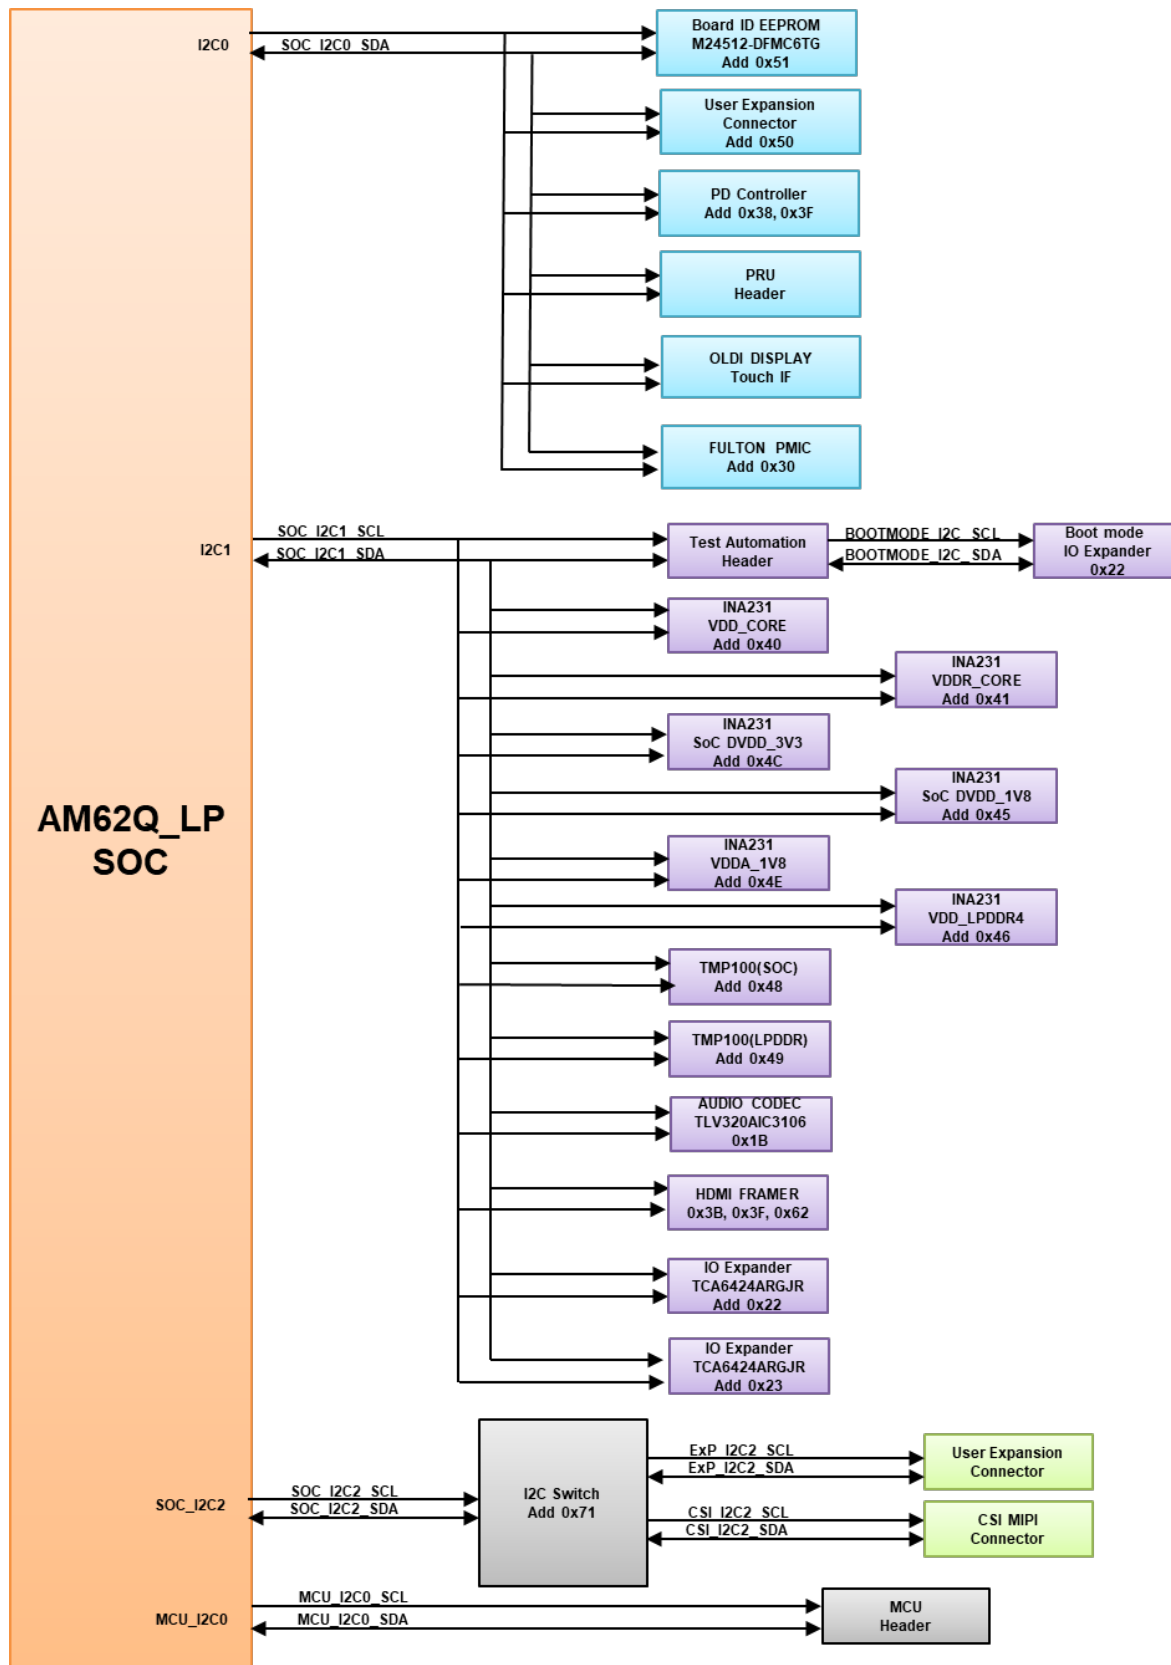 I2C0
SOC_I2C0_SDA
Board ID EEPROM
M24512-DFMC6TG
Add 0x51
User Expansion
Connector
Add 0x50
PD Controller
Add 0x38, 0x3F
PRU
Header
OLDI DISPLAY
Touch IF
FULTON PMIC
Add 0x30
I2C1
SOC_I2C1_SCL
SOC_I2C1_SDA
Test Automation
Header
BOOTMODE_I2C_SCL
BOOTMODE_I2C_SDA
Boot mode
IO Expander
0x22
INA231
VDD_CORE
Add 0x40
INA231
VDDR_CORE
Add 0x41
INA231
SoC DVDD_3V3
Add 0x4C
INA231
SoC DVDD_1V8
Add 0x45
AM62Q_LP
SOC
INA231
VDDA_1V8
Add 0x4E
INA231
VDD_LPDDR4
Add 0x46
TMP100(SOC)
Add 0x48
TMP100(LPDDR)
Add 0x49
AUDIO CODEC
TLV320AIC3106
0x1B
HDMI FRAMER
0x3B, 0x3F, 0x62
IO Expander
TCA6424ARGJR
Add 0x22
IO Expander
TCA6424ARGJR
Add 0x23
SOC_I2C2
SOC_I2C2_SCL
SOC_I2C2_SDA
I2C Switch
Add 0x71
ExP_I2C2_SCL
ExP_I2C2_SDA
User Expansion
Connector
CSI_I2C2_SCL
CSI_I2C2_SDA
CSI MIPI
Connector
MCU_I2C0
MCU_I2C0_SCL
MCU_I2C0_SDA
MCU
Header